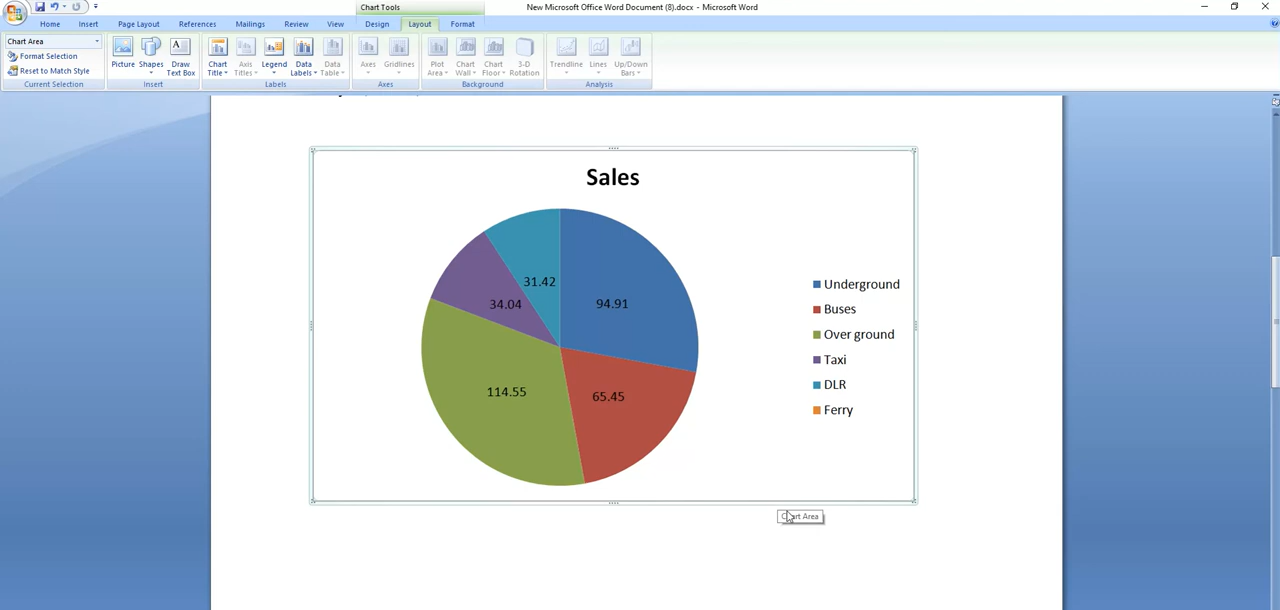 Chart Tools
New Microsoft Office Word Document (8).docx - Microsoft Word
Home Insert Page Layout References Mailings Review View Design Layout Format
Chart Area
Format Selection
Reset to Match Style
Current Selection
Picture Shapes Draw Text Box
Insert
Chart Title Axis Titles Legend Data Labels Data Table
Labels
Axes Gridlines
Axes
Plot Area Chart Wall Chart Floor 3-D Rotation
Background
Trendline Lines Up/Down Bars
Analysis
Sales
31.42
34.04
94.91
114.55
65.45
Underground
Buses
Over ground
Taxi
DLR
Ferry